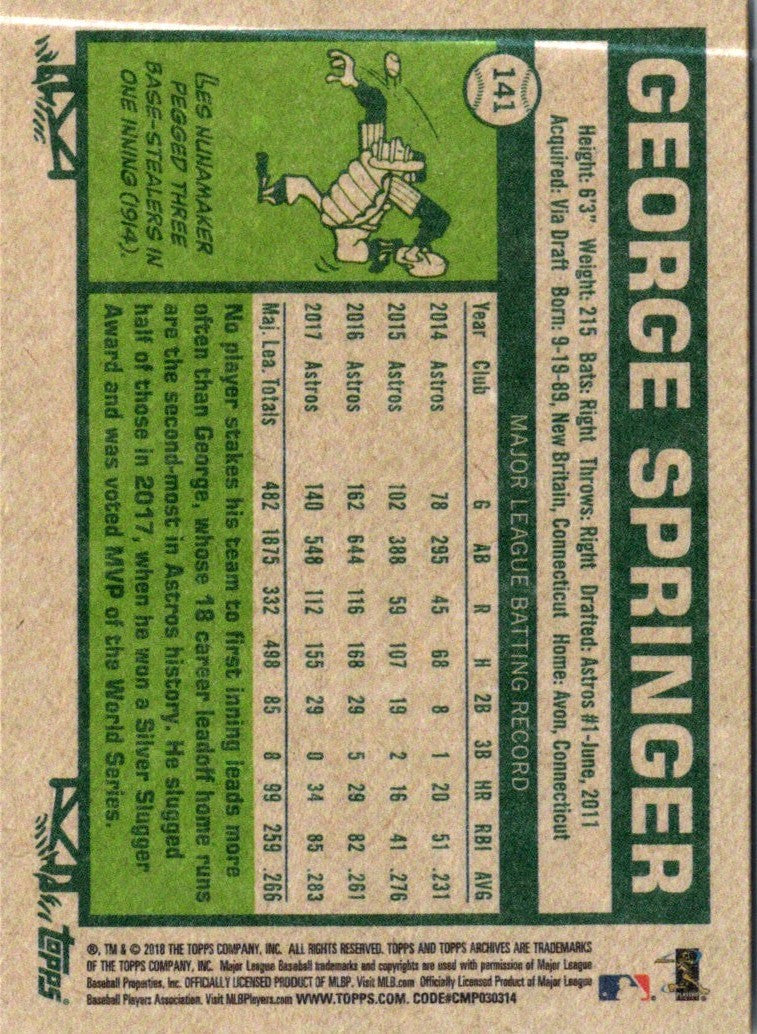 GEORGE SPRINGER
141
Height: 6'3" Weight: 215 Bats: Right Throws: Right Drafted: Astros #1-June, 2011
Acquired: Via Draft Born: 9-19-89, New Britain, Connecticut Home: Avon, Connecticut
MAJOR LEAGUE BATTING RECORD
Year Club G AB R H 2B 3B HR RBI AVG
2014 Astros 78 295 45 68 8 1 20 51 .231
2015 Astros 102 388 59 107 19 2 16 41 .276
2016 Astros 162 644 116 168 29 5 29 82 .261
2017 Astros 140 548 112 155 29 0 34 85 .283
Maj. Lea. Totals 482 1875 332 498 85 8 99 259 .266
LES NUNAMAKER
PEGGED THREE
BASE-STEALERS IN
ONE INNING (1914).
No player stakes his team to first inning leads more
often than George, whose 18 career leadoff home runs
are the second-most in Astros history. He slugged
half of those in 2017, when he won a Silver Slugger
Award and was voted MVP of the World Series.
topps®
®, TM & © 2018 THE TOPPS COMPANY, INC. ALL RIGHTS RESERVED. TOPPS AND TOPPS ARCHIVES ARE TRADEMARKS
OF THE TOPPS COMPANY, INC. Major League Baseball trademarks and copyrights are used with permission of Major League
Baseball Properties, Inc. OFFICIALLY LICENSED PRODUCT OF MLBP. Visit MLB.com Officially Licensed Product of Major League
Baseball Players Association. Visit MLBPlayers.com WWW.TOPPS.COM. CODE#CMP030314